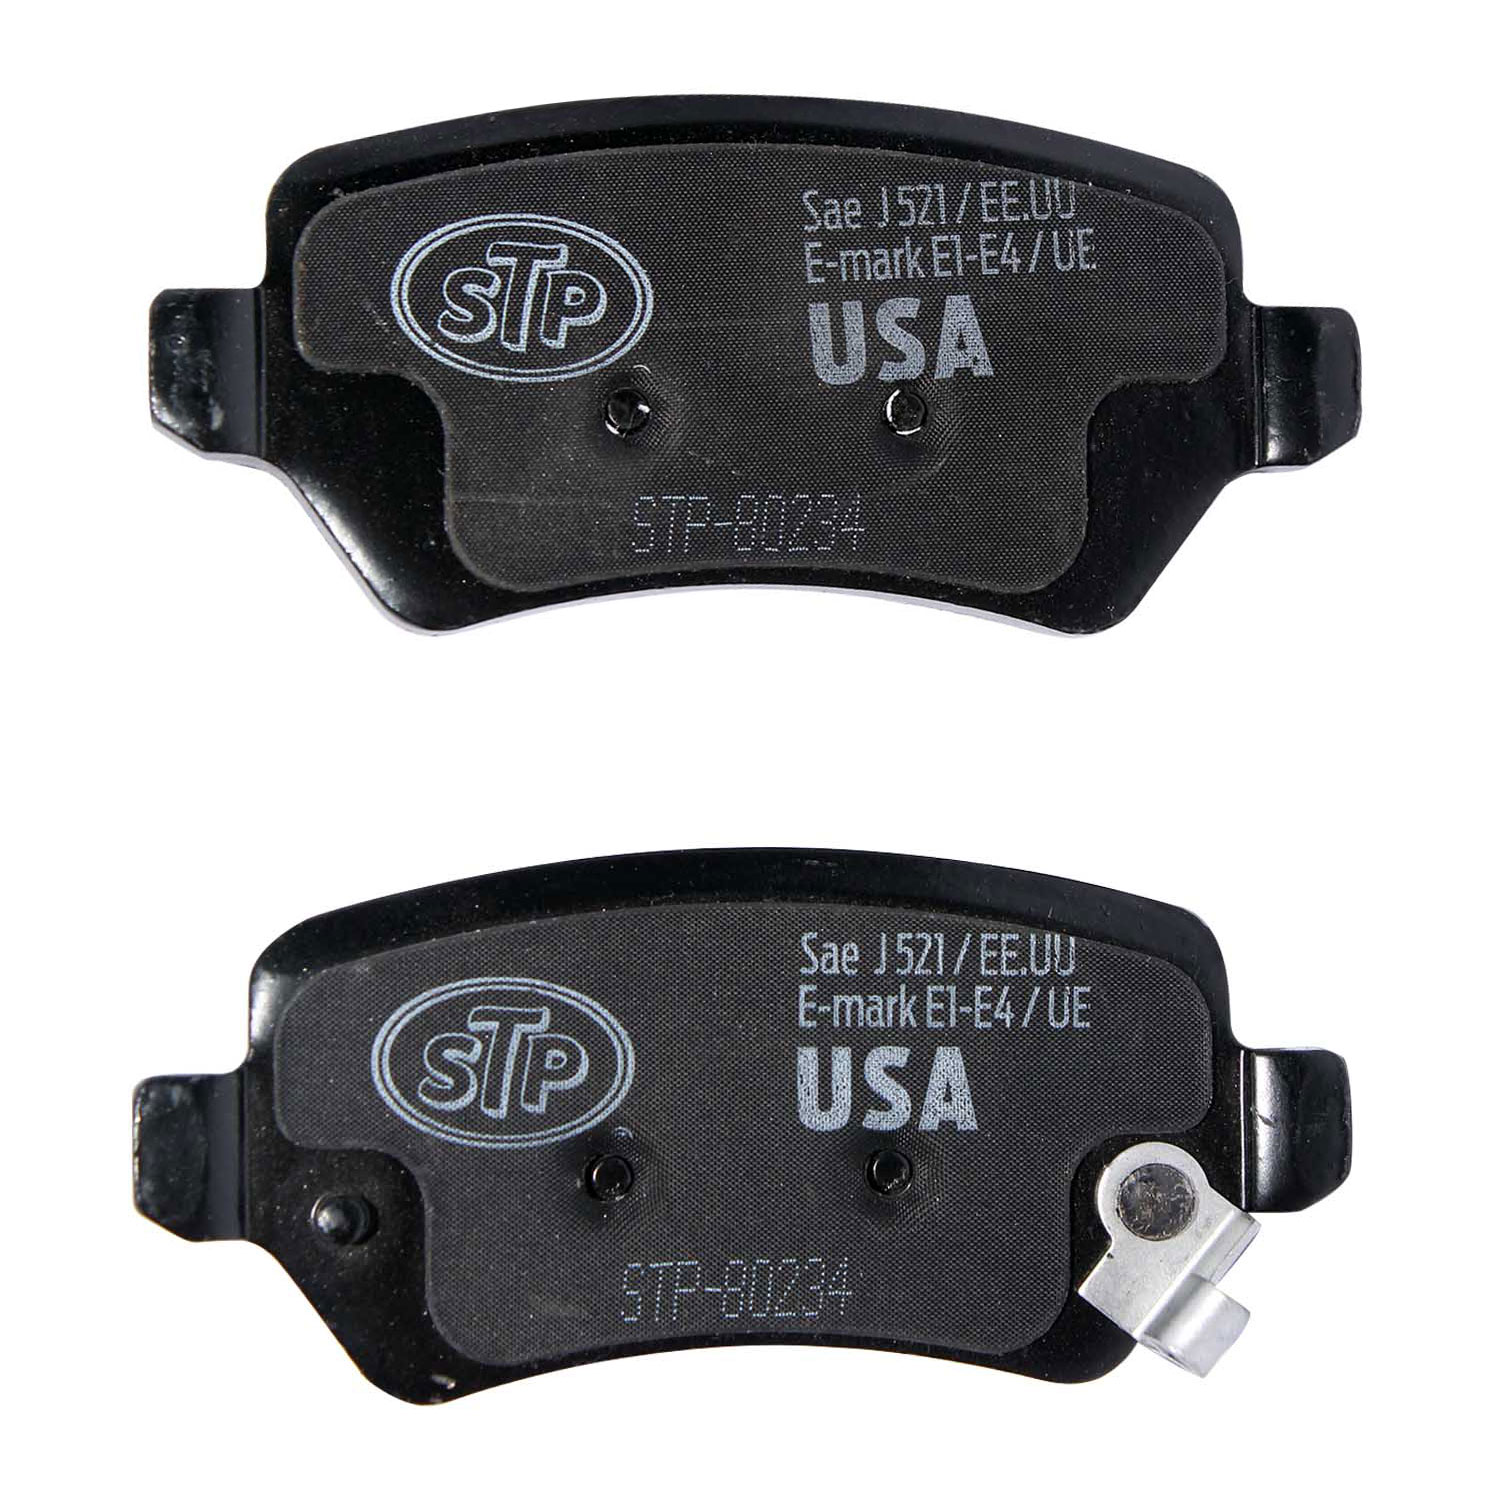 STP
Sae J 521 / EE.UU
E-mark E1-E4 / UE
USA
STP-80234
STP
Sae J 521 / EE.UU
E-mark E1-E4 / UE
USA
STP-80234